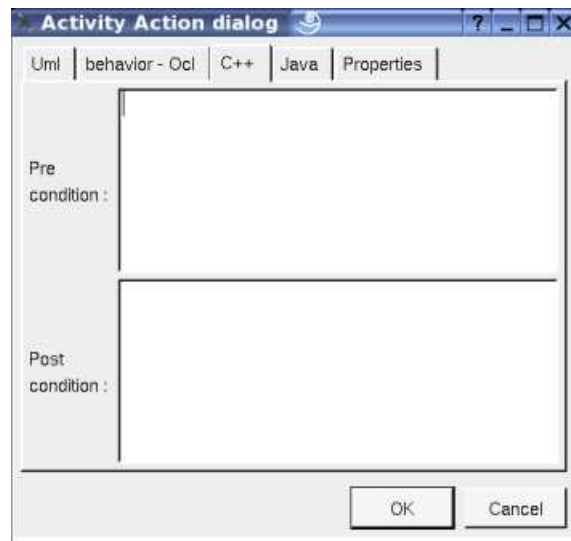 Activity Action dialog
Uml behavior - Ocl C++ Java Properties
Pre
condition :
Post
condition :
OK Cancel